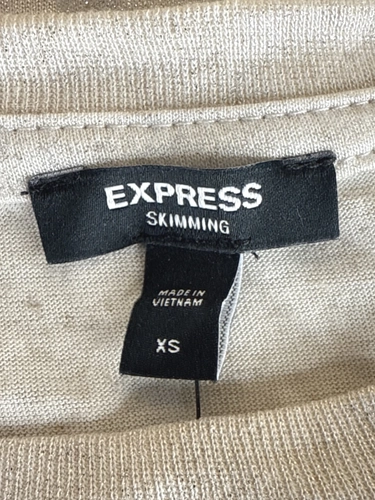 EXPRESS
SKIMMING
MADE IN
VIETNAM
XS